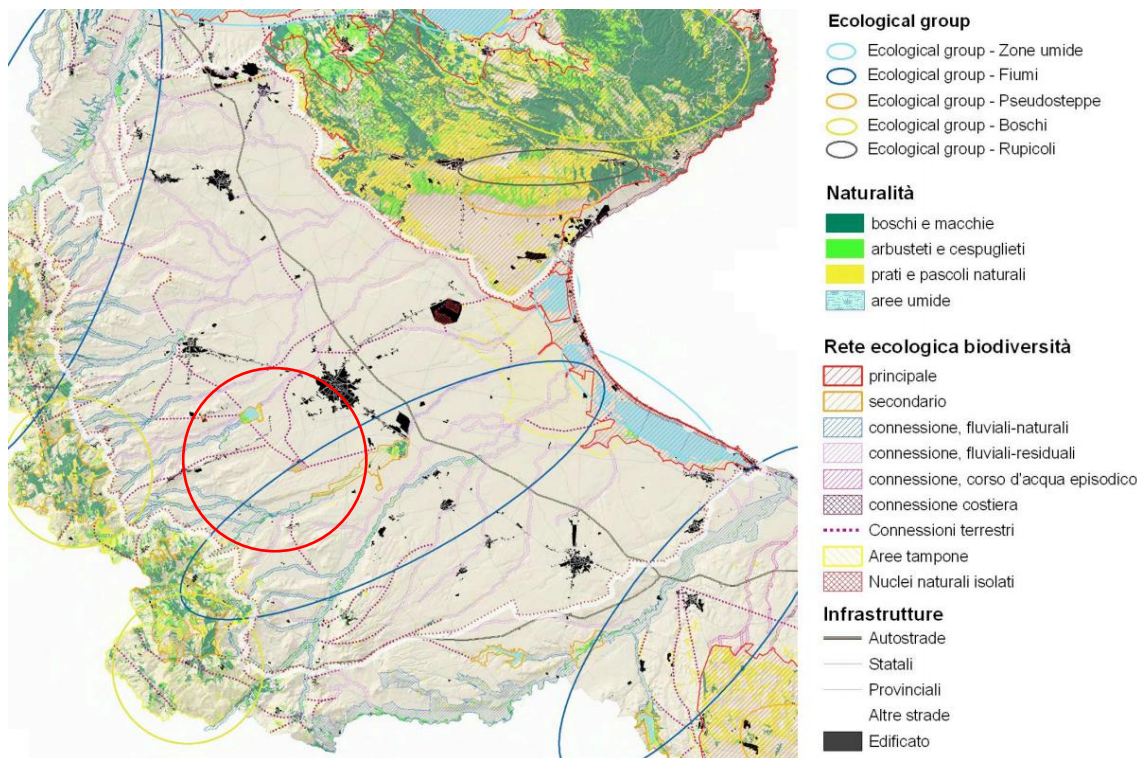 Ecological group
Ecological group - Zone umide
Ecological group - Fiumi
Ecological group - Pseudosteppe
Ecological group - Boschi
Ecological group - Rupicoli
Naturalità
boschi e macchie
arbusteti e cespuglieti
prati e pascoli naturali
aree umide
Rete ecologica biodiversità
principale
secondario
connessione, fluviali-naturali
connessione, fluviali-residuali
connessione, corso d'acqua episodico
connessione costiera
Connessioni terrestri
Aree tampone
Nuclei naturali isolati
Infrastrutture
Autostrade
Statali
Provinciali
Altre strade
Edificato